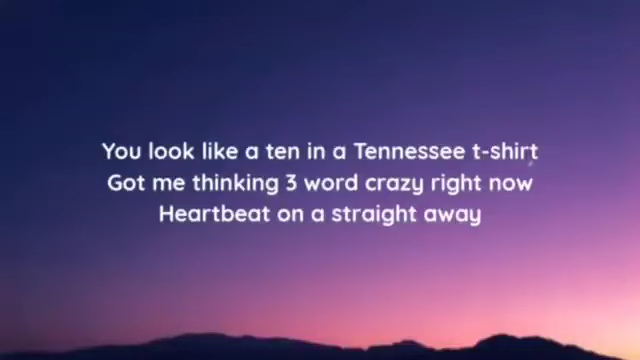 You look like a ten in a Tennessee t-shirt
Got me thinking 3 word crazy right now
Heartbeat on a straight away